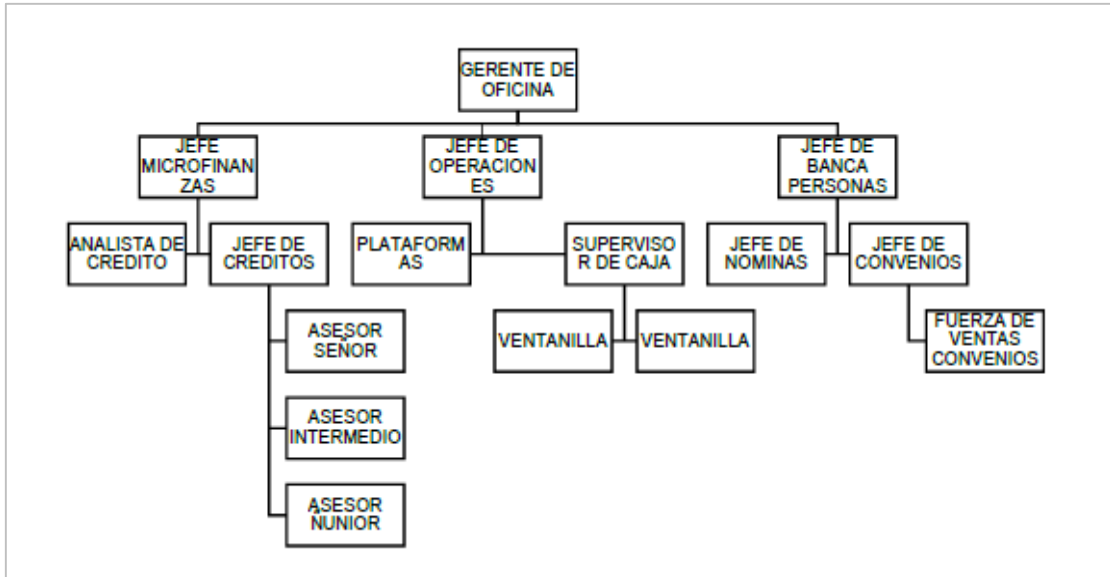 GERENTE DE
OFICINA
JEFE
MICROFINAN
ZAS
JEFE DE
OPERACION
ES
JEFE DE
BANCA
PERSONAS
ANALISTA DE
CREDITO
JEFE DE
CREDITOS
PLATAFORM
AS
SUPERVISO
R DE CAJA
JEFE DE
NOMINAS
JEFE DE
CONVENIOS
ASESOR
SEÑOR
VENTANILLA
VENTANILLA
FUERZA DE
VENTAS
CONVENIOS
ASESOR
INTERMEDIO
ASESOR
ÑUNIOR